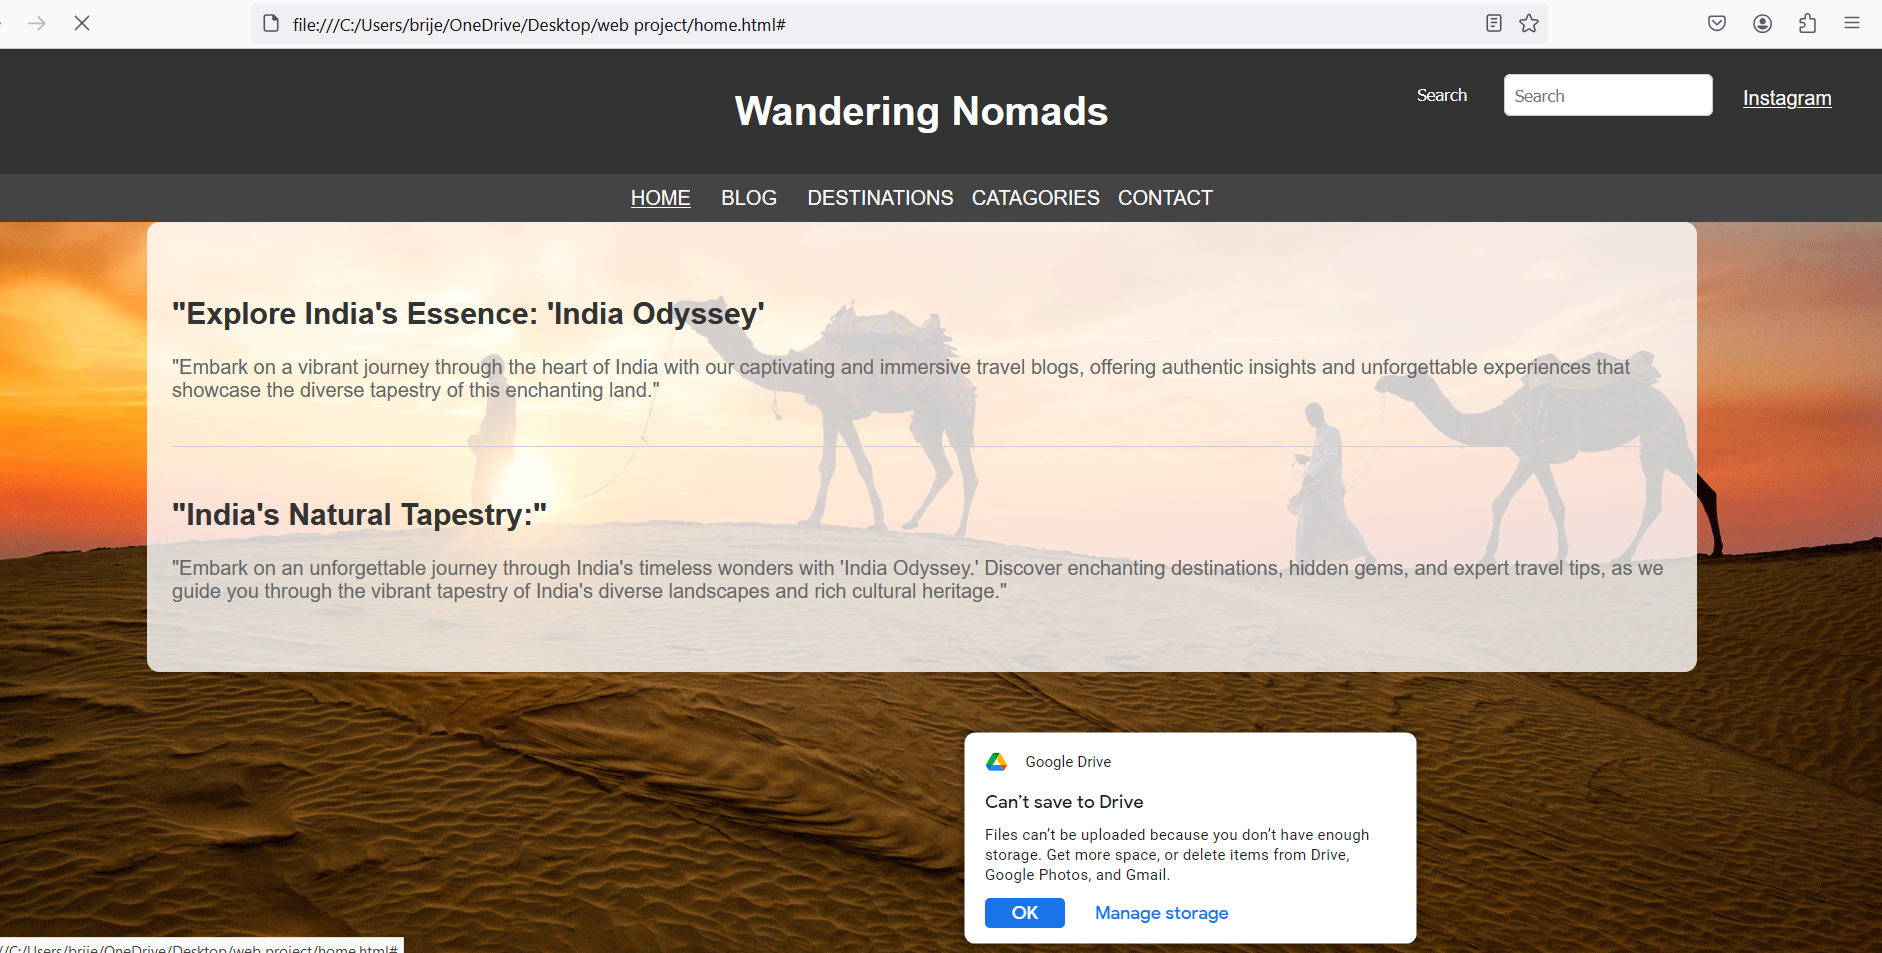 file:///C:/Users/brije/OneDrive/Desktop/web project/home.html#
Wandering Nomads
Search
Search
Instagram
HOME BLOG DESTINATIONS CATAGORIES CONTACT
"Explore India's Essence: 'India Odyssey'
"Embark on a vibrant journey through the heart of India with our captivating and immersive travel blogs, offering authentic insights and unforgettable experiences that
showcase the diverse tapestry of this enchanting land."
"India's Natural Tapestry:"
"Embark on an unforgettable journey through India's timeless wonders with 'India Odyssey.' Discover enchanting destinations, hidden gems, and expert travel tips, as we
guide you through the vibrant tapestry of India's diverse landscapes and rich cultural heritage."
Google Drive
Can't save to Drive
Files can't be uploaded because you don't have enough
storage. Get more space, or delete items from Drive,
Google Photos, and Gmail.
OK Manage storage
//C:/Users/brije/OneDrive/Desktop/web project/home.html#